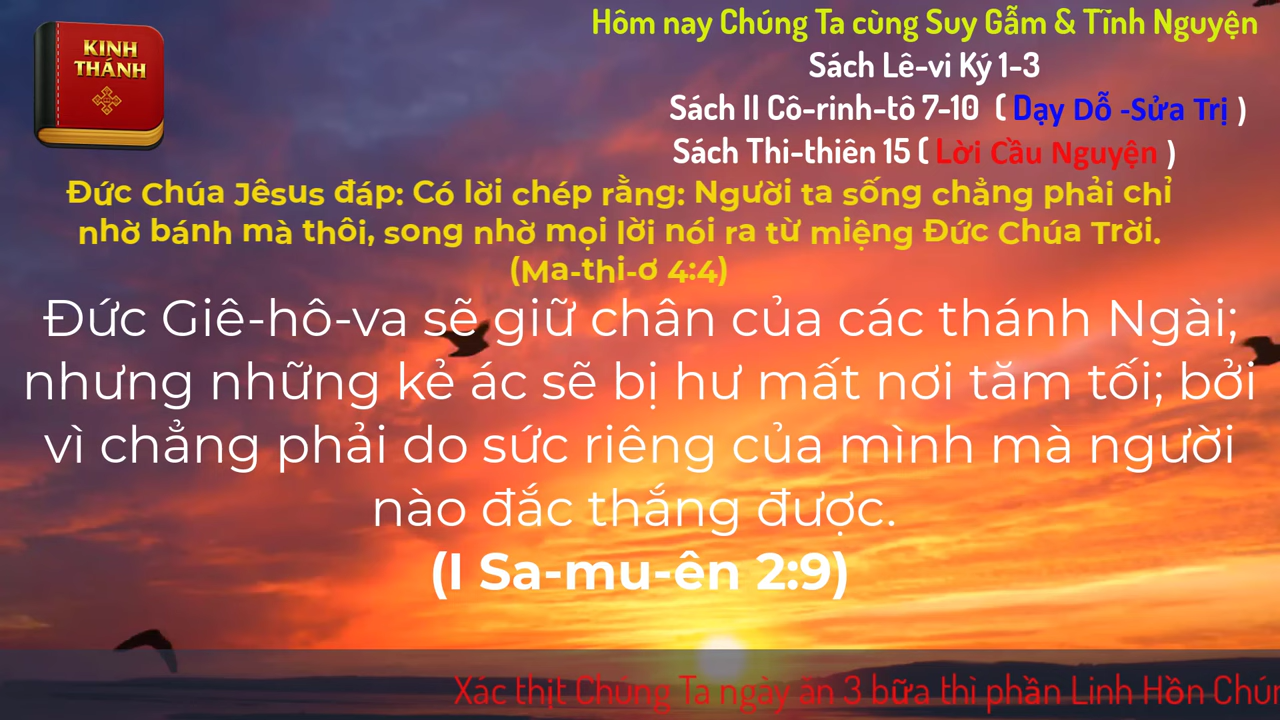 KINH
THÁNH
Hôm nay Chúng Ta cùng Suy Gẫm & Tĩnh Nguyện
Sách Lê-vi Ký 1-3
Sách II Cô-rinh-tô 7-10 ( Dạy Dỗ -Sửa Trị )
Sách Thi-thiên 15 ( Lời Cầu Nguyện )
Đức Chúa Jêsus đáp: Có lời chép rằng: Người ta sống chẳng phải chỉ
nhờ bánh mà thôi, song nhờ mọi lời nói ra từ miệng Đức Chúa Trời.
(Ma-thi-ơ 4:4)
Đức Giê-hô-va sẽ giữ chân của các thánh Ngài;
nhưng những kẻ ác sẽ bị hư mất nơi tăm tối; bởi
vì chẳng phải do sức riêng của mình mà người
nào đắc thắng được.
(I Sa-mu-ên 2:9)
Xác thịt Chúng Ta ngày ăn 3 bữa thì phần Linh Hồn